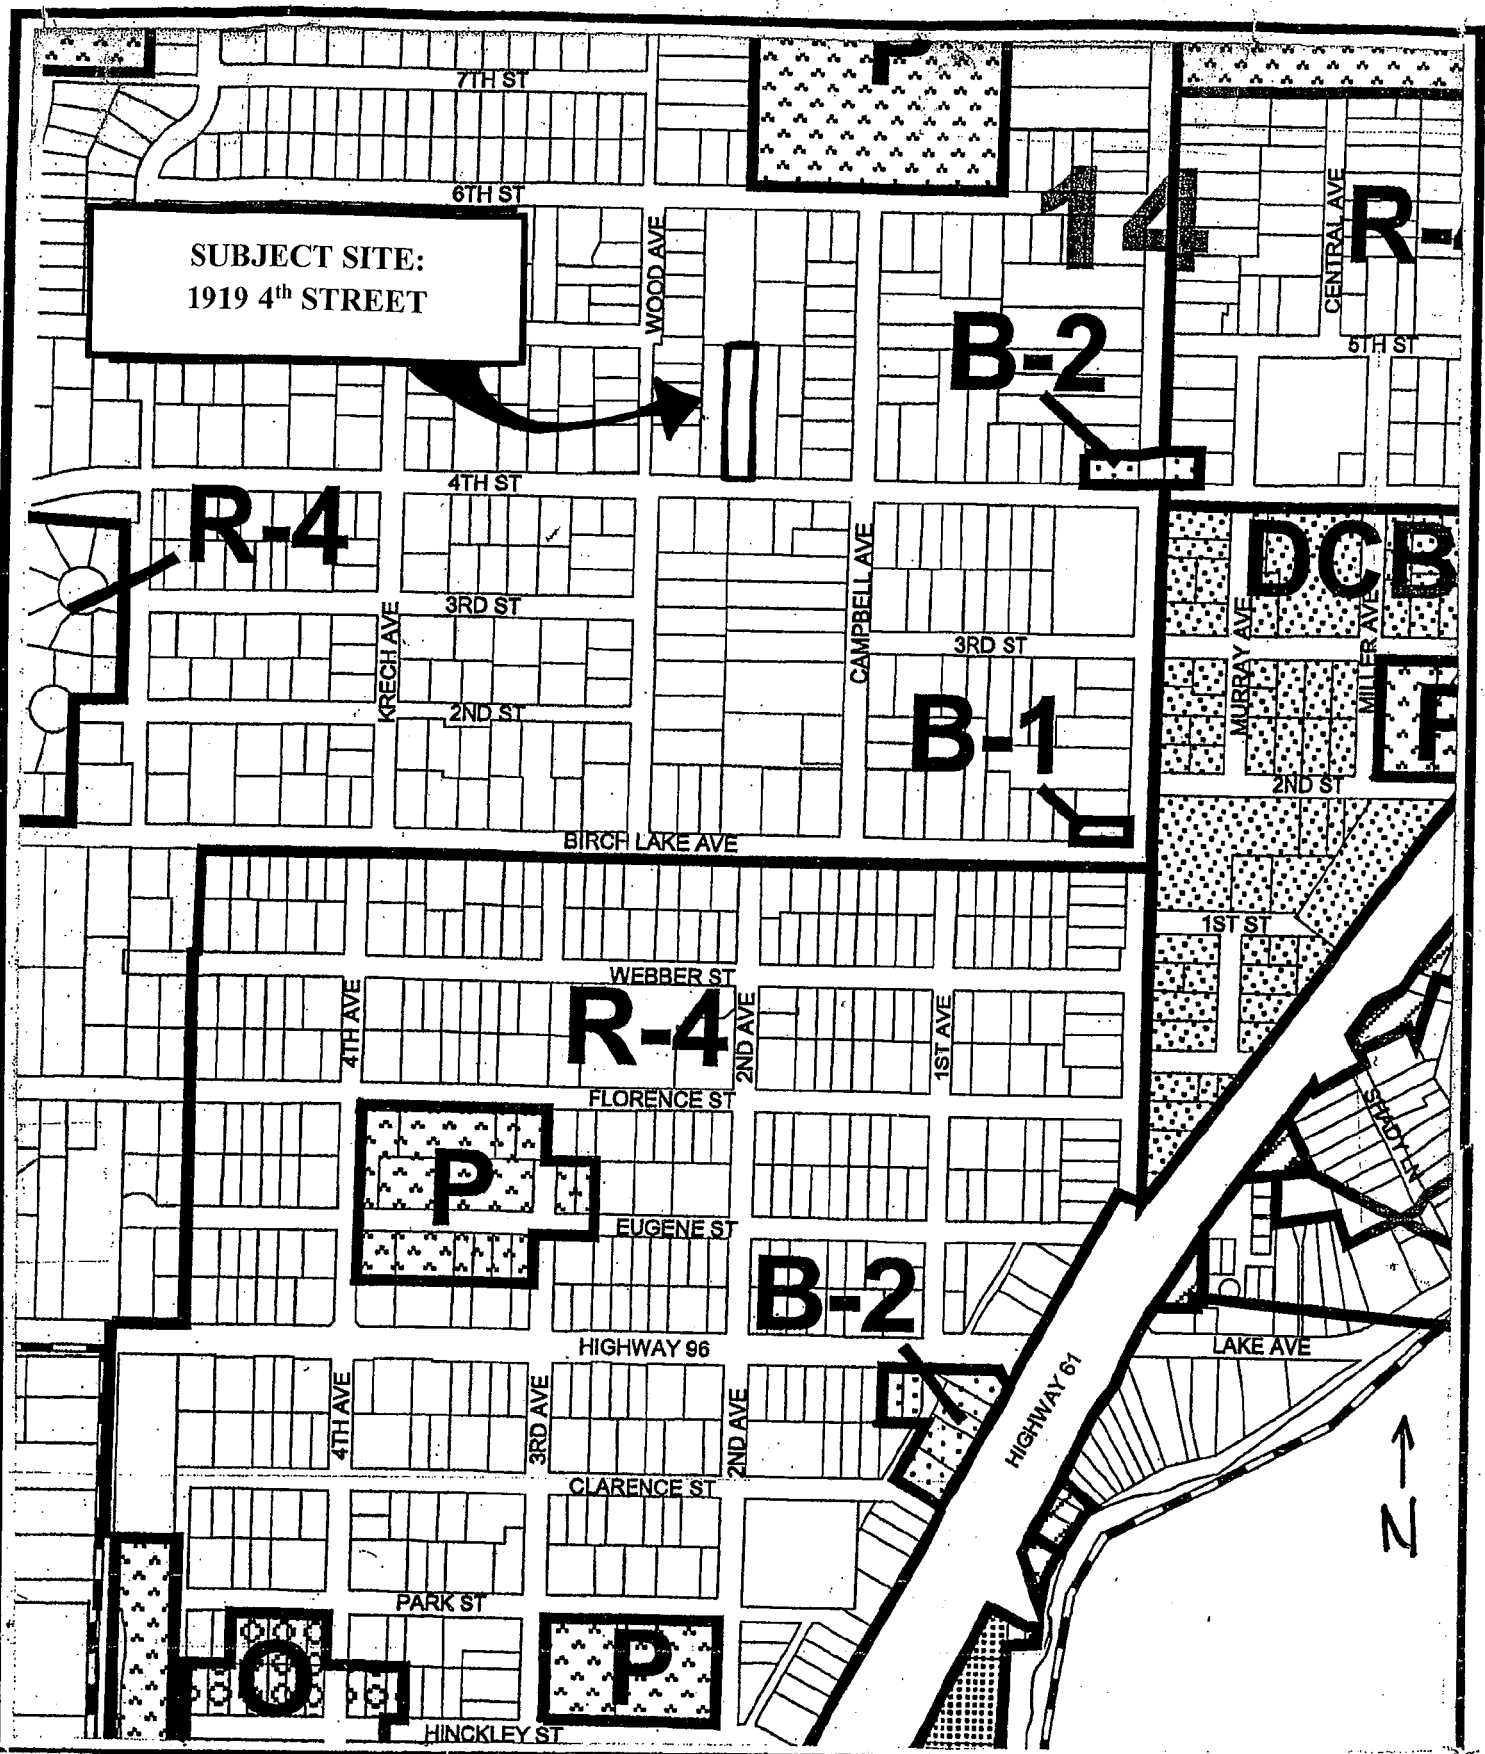 P
7TH ST
6TH ST
14
R-
SUBJECT SITE:
1919 4th STREET
WOOD AVE
CENTRAL AVE
B-2
5TH ST
4TH ST
R-4
DCB
CAMPBELL AVE
3RD ST
KRECH AVE
3RD ST
MURRAY AVE
MILLER AVE
2ND ST
B-1
P
2ND ST
BIRCH LAKE AVE
1ST ST
WEBBER ST
4TH AVE
R-4
2ND AVE
1ST AVE
FLORENCE ST
SHADY LN
P
EUGENE ST
B-2
HIGHWAY 96
LAKE AVE
HIGHWAY 61
4TH AVE
3RD AVE
2ND AVE
CLARENCE ST
N
PARK ST
O
P
HINCKLEY ST